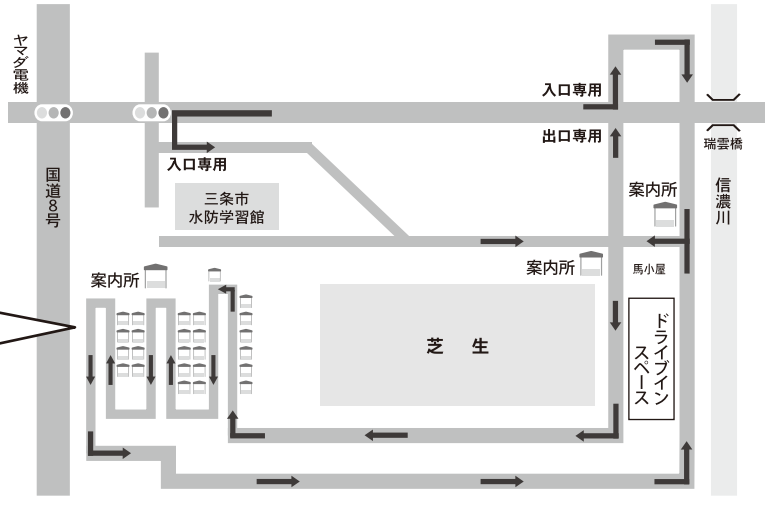 ヤマダ電機
入口専用
出口専用
瑞雲橋
入口専用
国道8号
三条市
水防学習館
案内所
信濃川
案内所
馬小屋
案内所
芝 生
ドライブイン
スペース